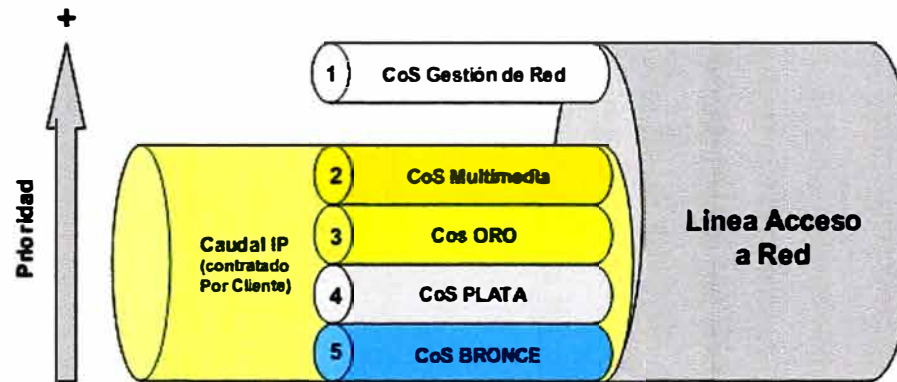 +
Prioridad
1 CoS Gestión de Red
2 CoS Multimedia
3 Cos ORO
4 CoS PLATA
5 CoS BRONCE
Caudal IP
(contratado
Por Cliente)
Linea Acceso
a Red